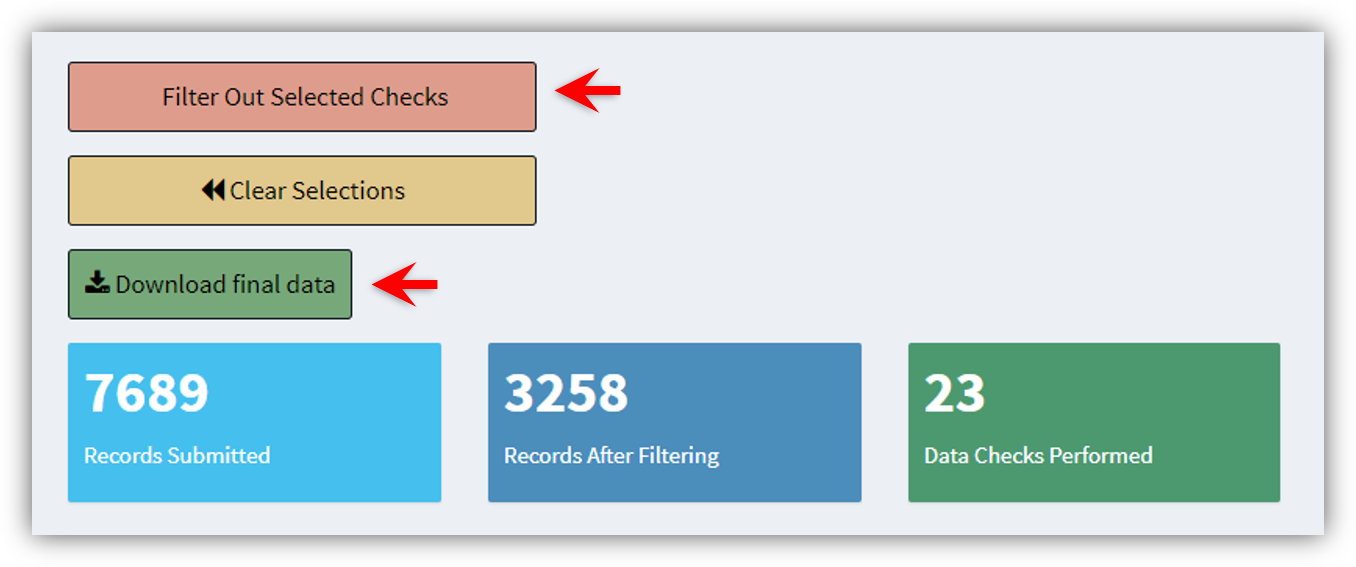 Filter Out Selected Checks
Clear Selections
Download final data
7689
Records Submitted
3258
Records After Filtering
23
Data Checks Performed